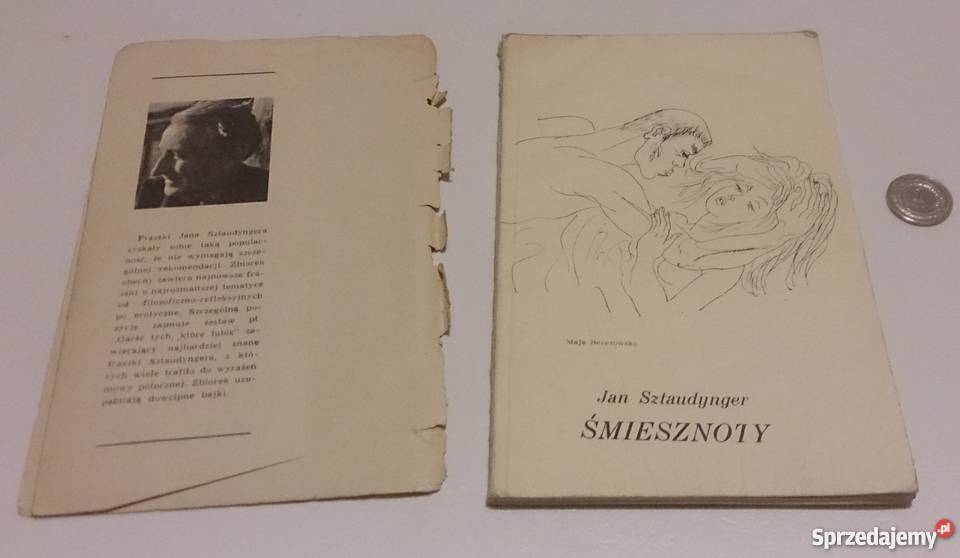 Fraszki Jana Sztaudyngera
zyskały sobie taką popular-
ność, że nie wymagają szcze-
gólnej rekomendacji. Zbiorek
obecny zawiera najnowsze fra-
szki o najrozmaitszej tematyce
od filozoficzno-refleksyjnych
po erotyczne. Szczególną po-
zycję zajmuje zestaw pt.
„Garść tych, które lubię” za-
wierający najbardziej znane
fraszki Sztaudyngera, z któ-
rych wiele trafiło do wyrażeń
mowy potocznej. Zbiorek uzu-
pełniają dowcipne bajki.
Maja Berezowska
Jan Sztaudynger
ŚMIESZNOTY
Sprzedajemy.pl